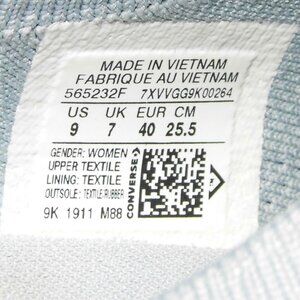 MADE IN VIETNAM
FABRIQUE AU VIETNAM
565232F 7XVVGG9K00264
US UK EUR CM
9 7 40 25.5
GENDER: WOMEN
UPPER TEXTILE
LINING: TEXTILE
OUTSOLE : TEXTILE RUBBER
9K 1911 M88
CONVERSE